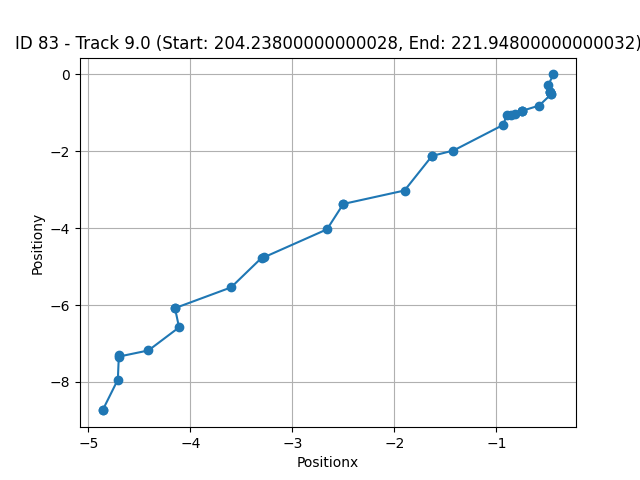 ID 83 - Track 9.0 (Start: 204.23800000000028, End: 221.94800000000032)
0
−2
−4
−6
−8
Positiony
−5 −4 −3 −2 −1
Positionx